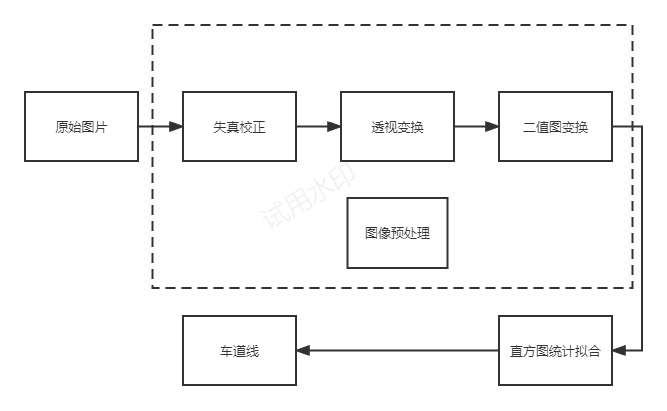 原始图片
失真校正
透视变换
二值图变换
试用水印
图像预处理
车道线
直方图统计拟合